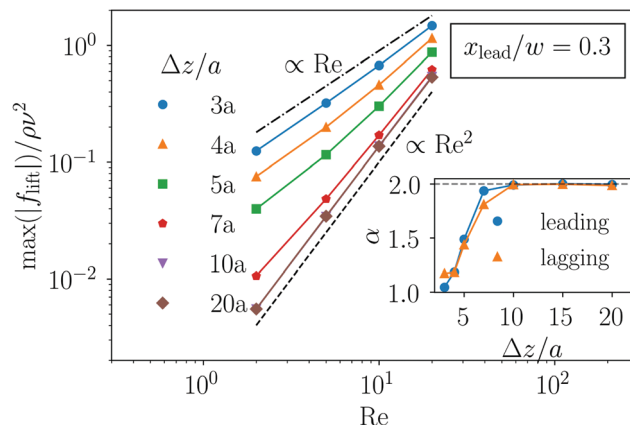 10⁰
10⁻¹
10⁻²
max(|f_lift|)/ρν²
Δz/a
3a
4a
5a
7a
10a
20a
∝ Re
x_lead/w = 0.3
∝ Re²
2.0
1.5
1.0
α
leading
lagging
5 10 15 20
Δz/a
10⁰ 10¹ 10²
Re